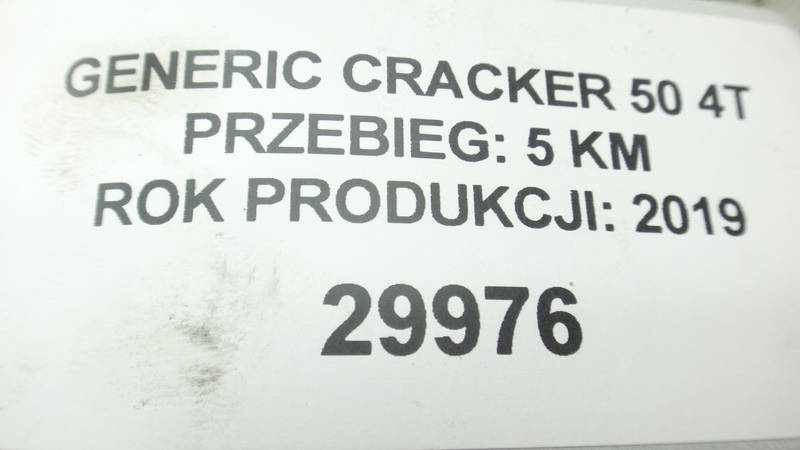 GENERIC CRACKER 50 4T
PRZEBIEG: 5 KM
ROK PRODUKCJI: 2019
29976